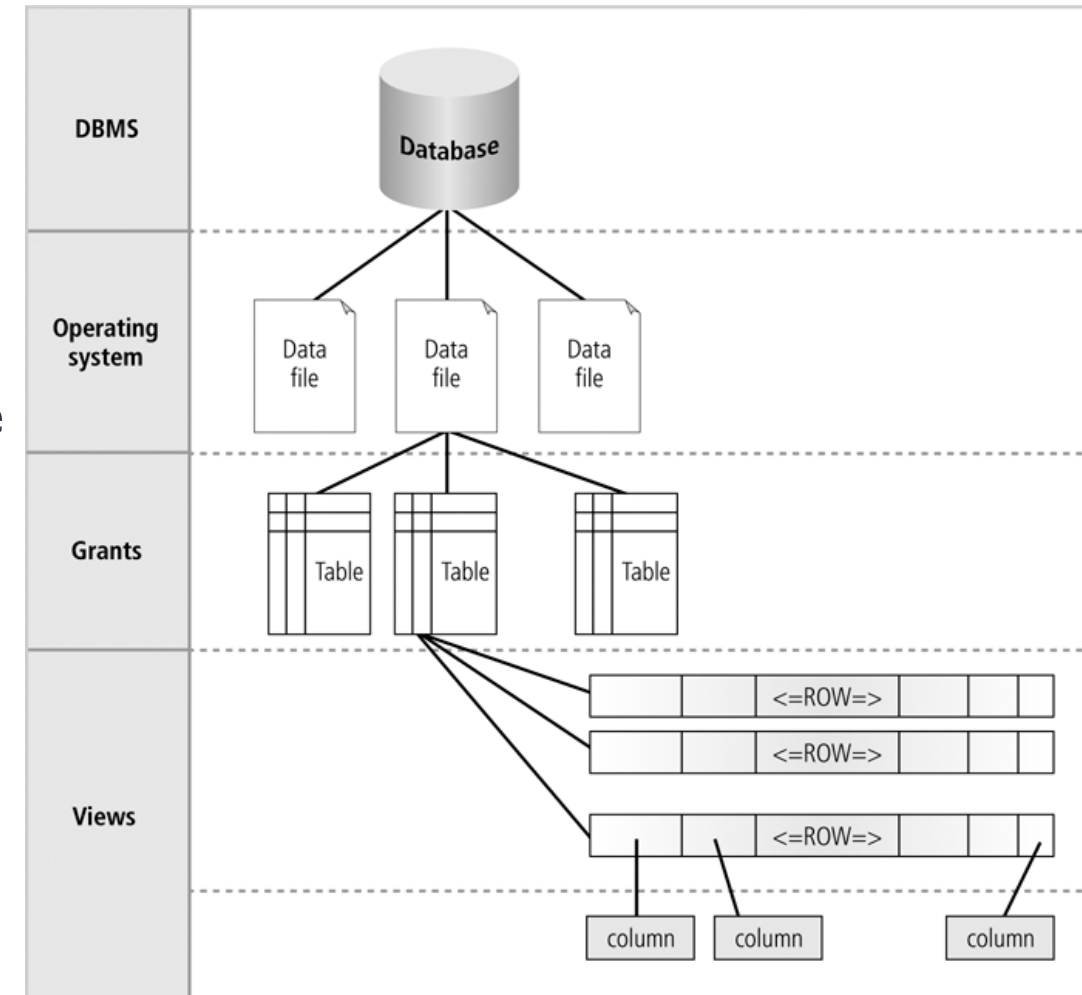 DBMS
Database
Operating
system
Data
file
Data
file
Data
file
Grants
Table
Table
Table
Views
<=ROW=>
<=ROW=>
<=ROW=>
column
column
column
e